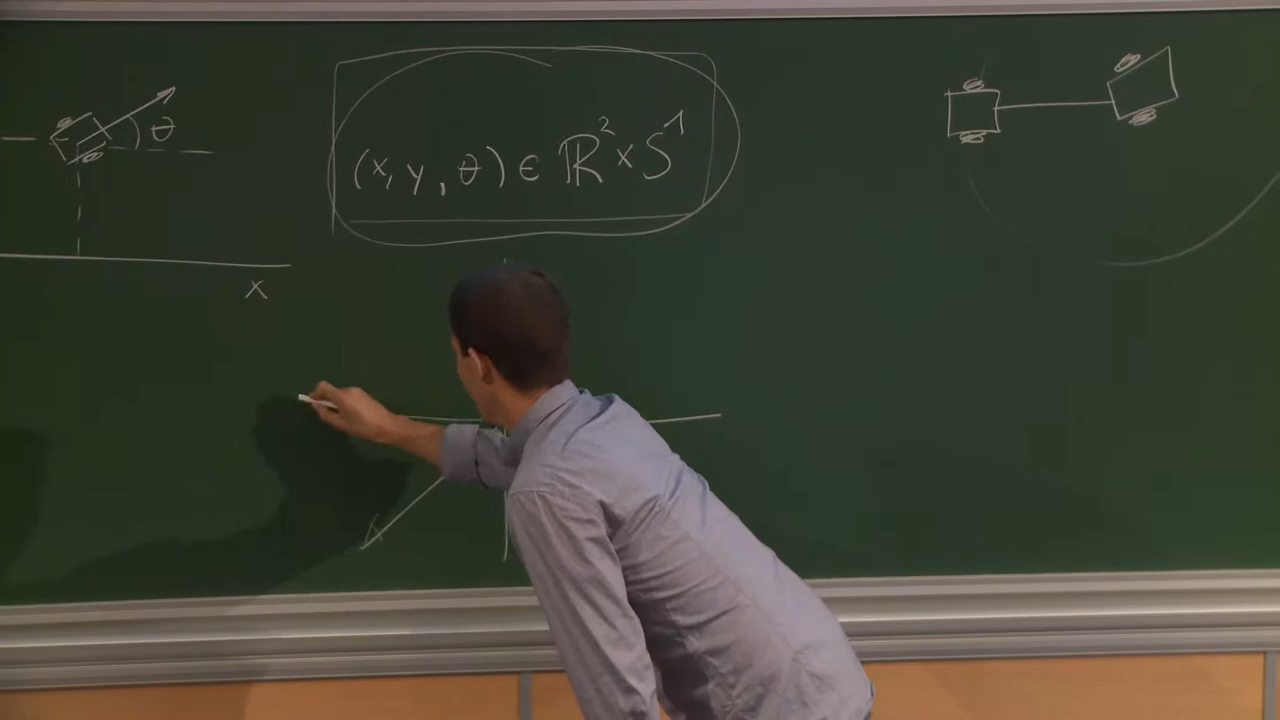 θ
(x, y, θ) ∈ ℝ² × S¹
x